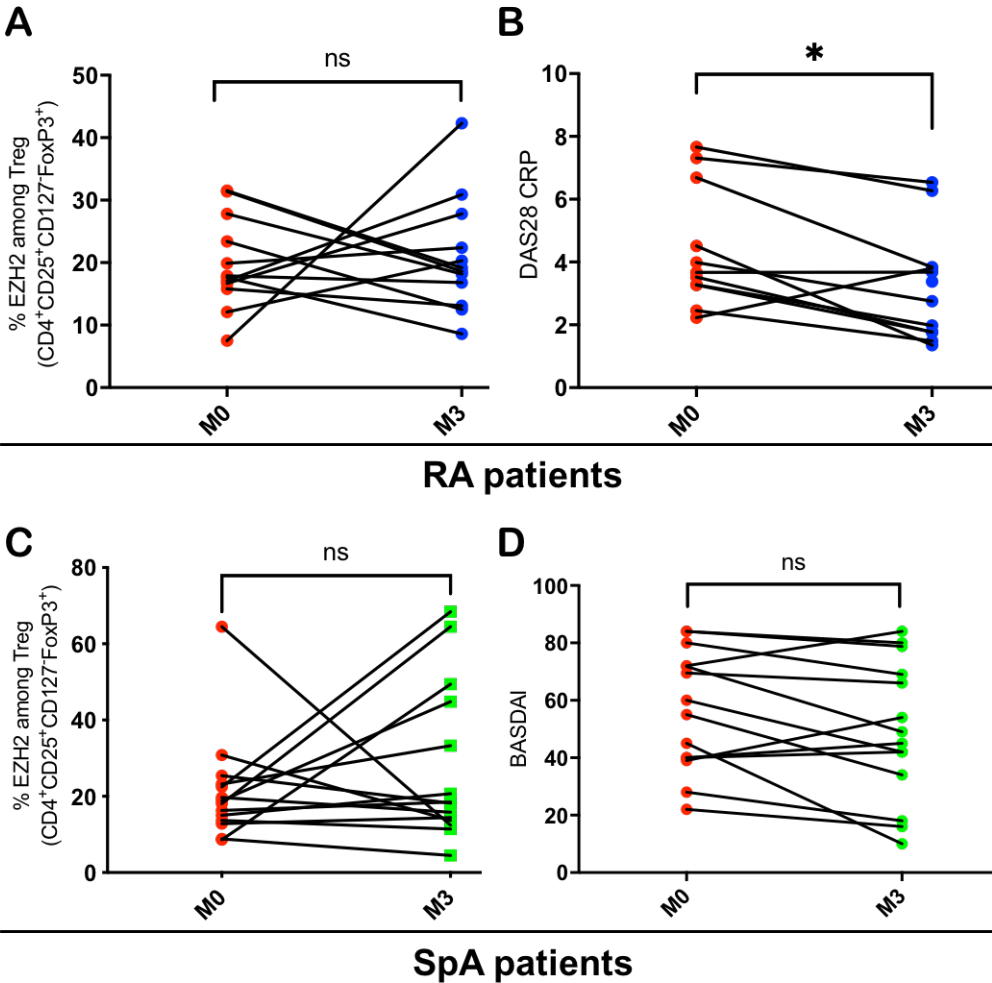 A
ns
% EZH2 among Treg
(CD4⁺CD25⁺CD127⁻FoxP3⁺)
50
40
30
20
10
0
M0
M3
B
*
DAS28 CRP
10
8
6
4
2
0
M0
M3
RA patients
C
ns
% EZH2 among Treg
(CD4⁺CD25⁺CD127⁻FoxP3⁺)
80
60
40
20
0
M0
M3
D
ns
BASDAI
100
80
60
40
20
0
M0
M3
SpA patients